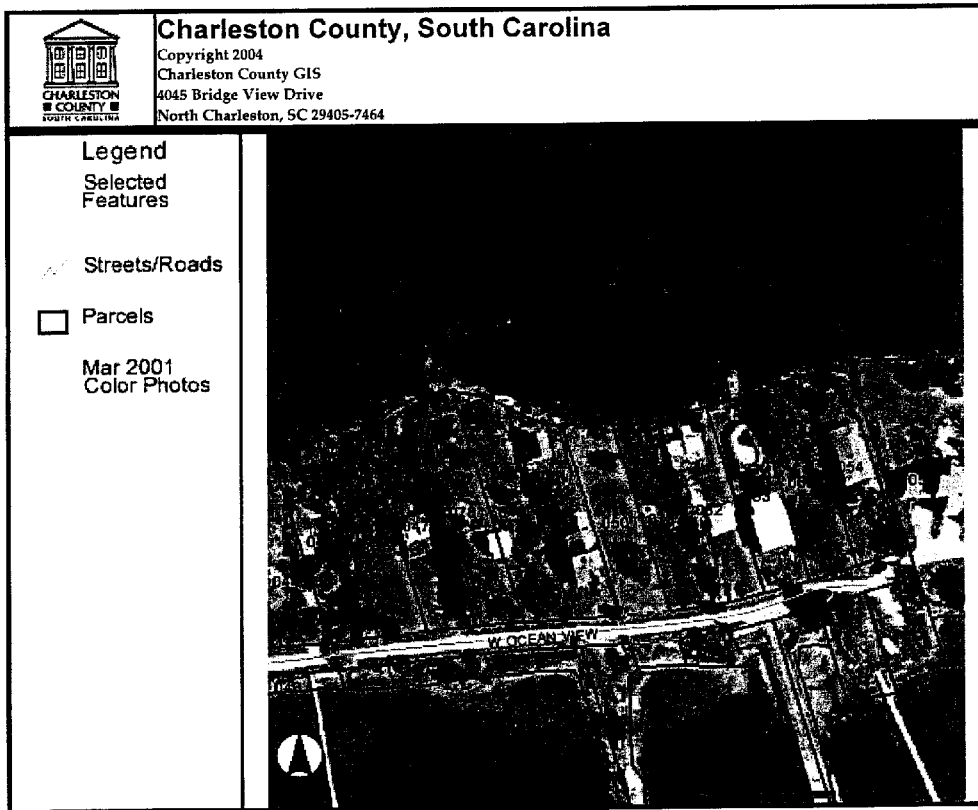 Charleston County, South Carolina
Copyright 2004
Charleston County GIS
4045 Bridge View Drive
North Charleston, SC 29405-7464
CHARLESTON
COUNTY
SOUTH CAROLINA
Legend
Selected
Features
Streets/Roads
Parcels
Mar 2001
Color Photos
W OCEAN VIEW